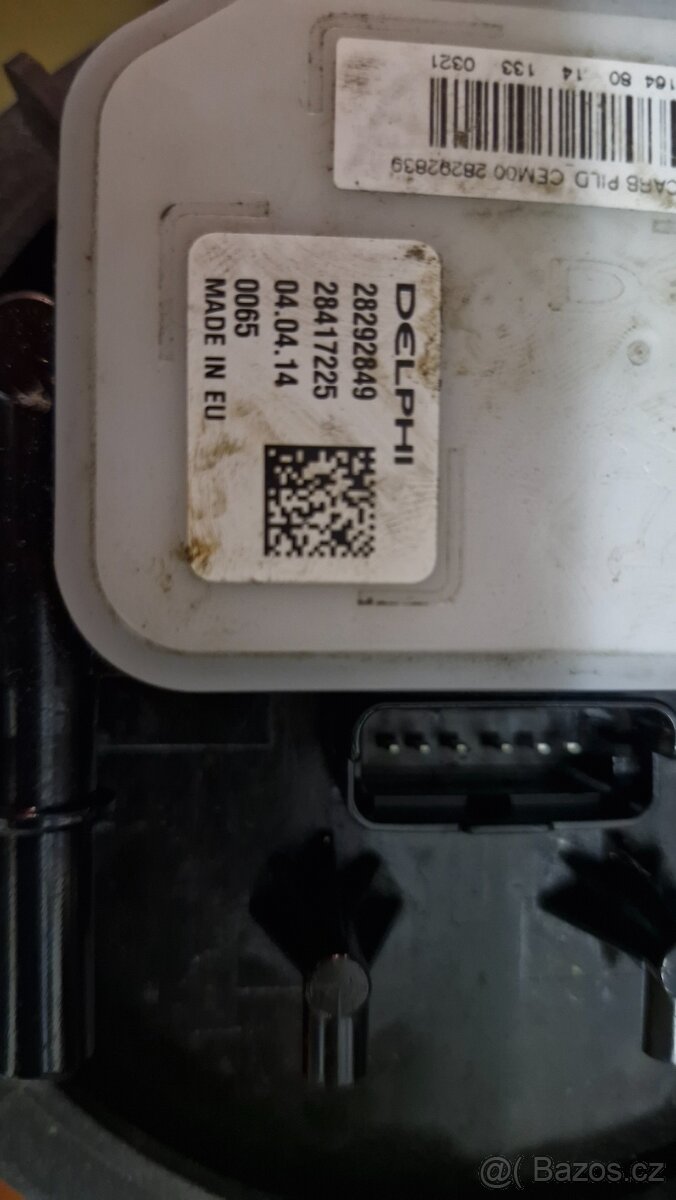 164 80 14 133 0321
CARB PILD CEM00 28292839
DELPHI
28292849
28417225
04.04.14
0065
MADE IN EU
@( Bazos.cz